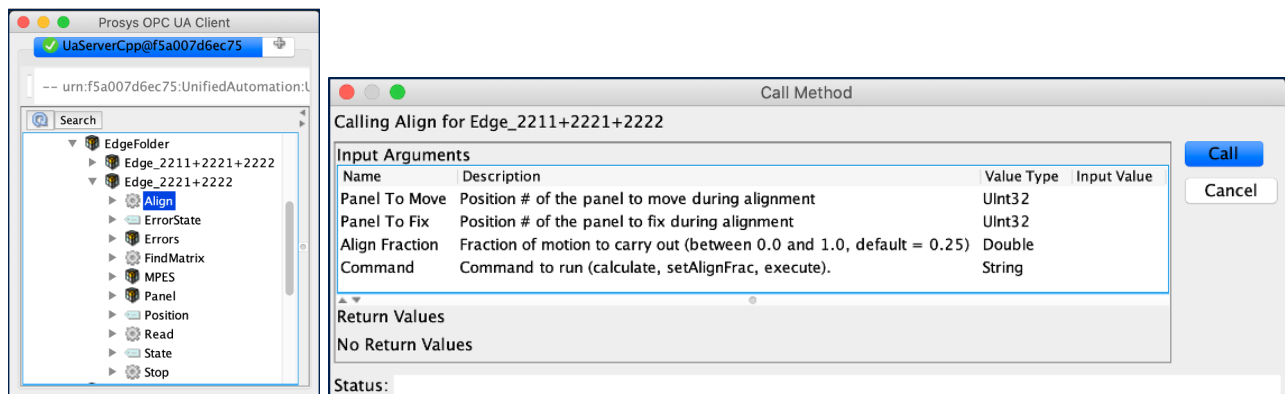 Prosys OPC UA Client
UaServerCpp@f5a007d6ec75
-- urn:f5a007d6ec75:UnifiedAutomation:U
Search
EdgeFolder
Edge_2211+2221+2222
Edge_2221+2222
Align
ErrorState
Errors
FindMatrix
MPES
Panel
Position
Read
State
Stop
Call Method
Calling Align for Edge_2211+2221+2222
Input Arguments
Name Description Value Type Input Value
Panel To Move Position # of the panel to move during alignment UInt32
Panel To Fix Position # of the panel to fix during alignment UInt32
Align Fraction Fraction of motion to carry out (between 0.0 and 1.0, default = 0.25) Double
Command Command to run (calculate, setAlignFrac, execute). String
Return Values
No Return Values
Status:
Call
Cancel